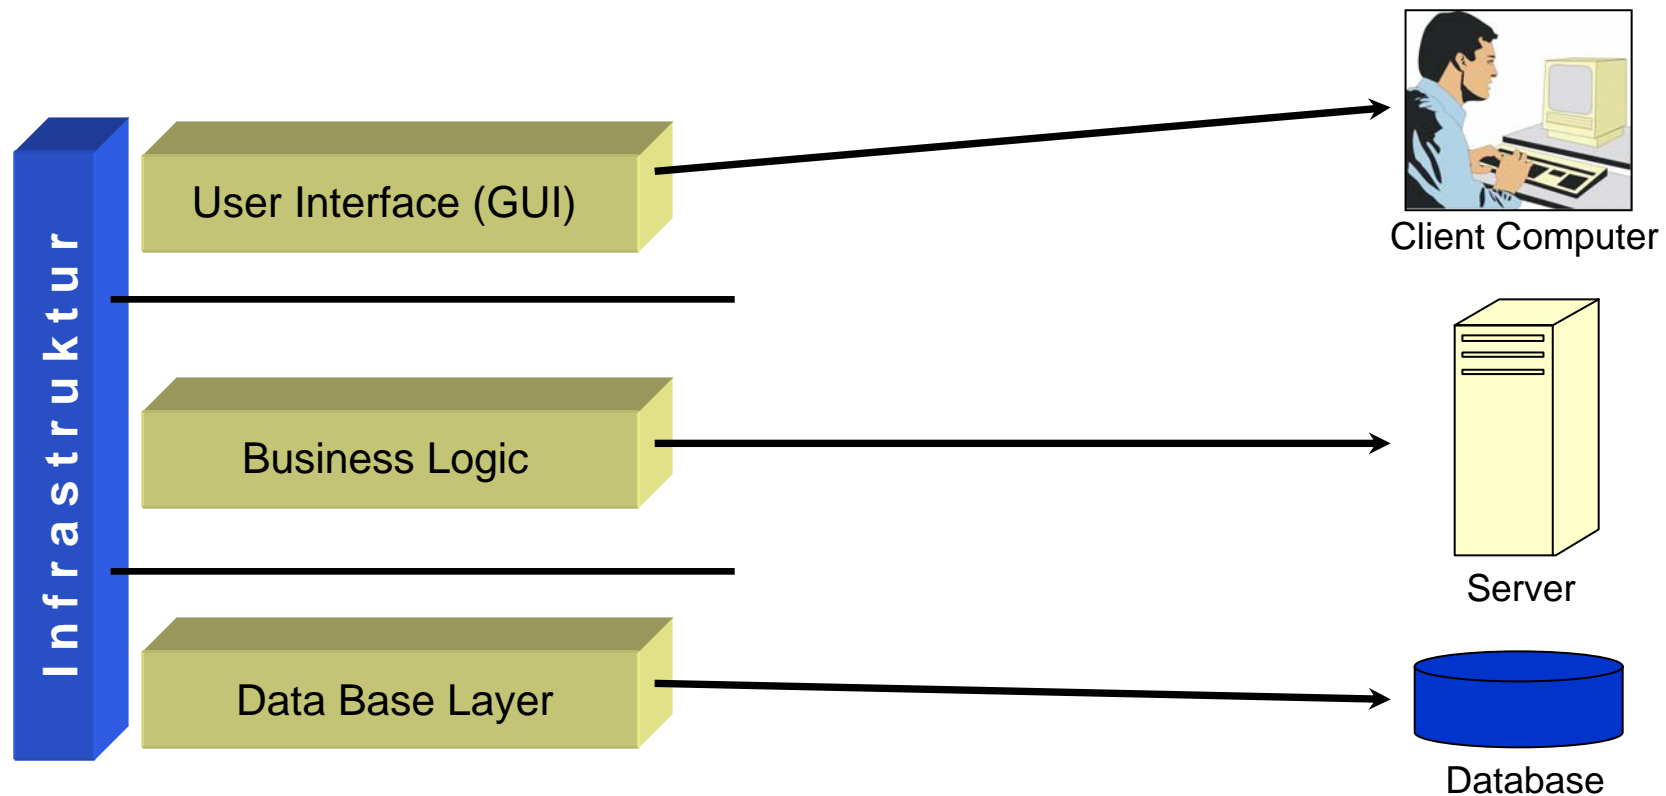 Infrastruktur
User Interface (GUI)
Client Computer
Business Logic
Server
Data Base Layer
Database